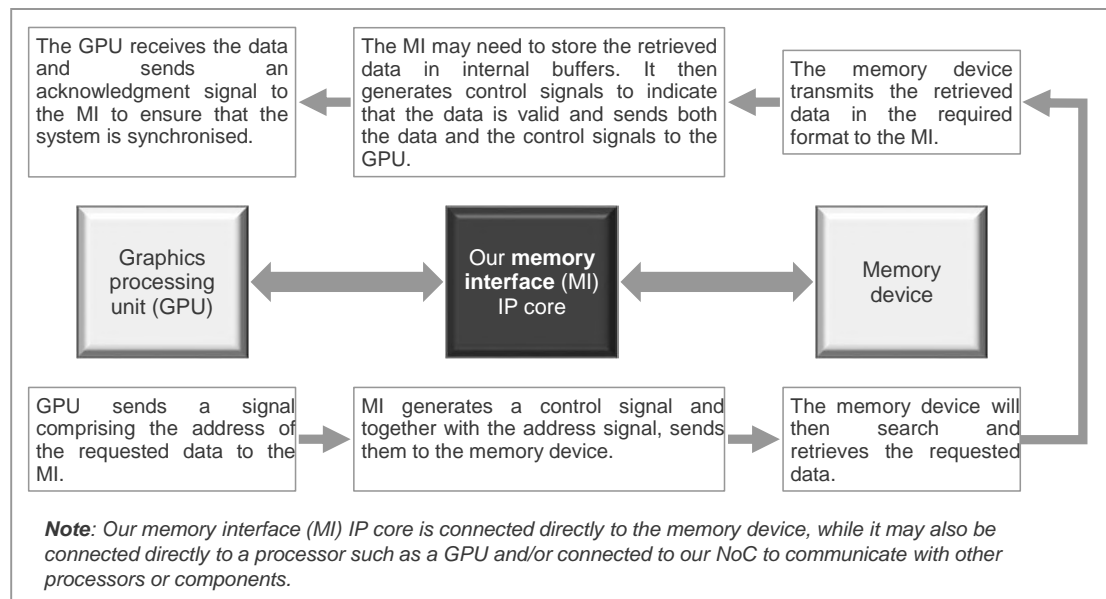 The GPU receives the data
and sends an
acknowledgment signal to
the MI to ensure that the
system is synchronised.
The MI may need to store the retrieved
data in internal buffers. It then
generates control signals to indicate
that the data is valid and sends both
the data and the control signals to the
GPU.
The memory device
transmits the retrieved
data in the required
format to the MI.
Graphics
processing
unit (GPU)
Our memory
interface (MI)
IP core
Memory
device
GPU sends a signal
comprising the address of
the requested data to the
MI.
MI generates a control signal and
together with the address signal, sends
them to the memory device.
The memory device will
then search and
retrieves the requested
data.
Note: Our memory interface (MI) IP core is connected directly to the memory device, while it may also be
connected directly to a processor such as a GPU and/or connected to our NoC to communicate with other
processors or components.